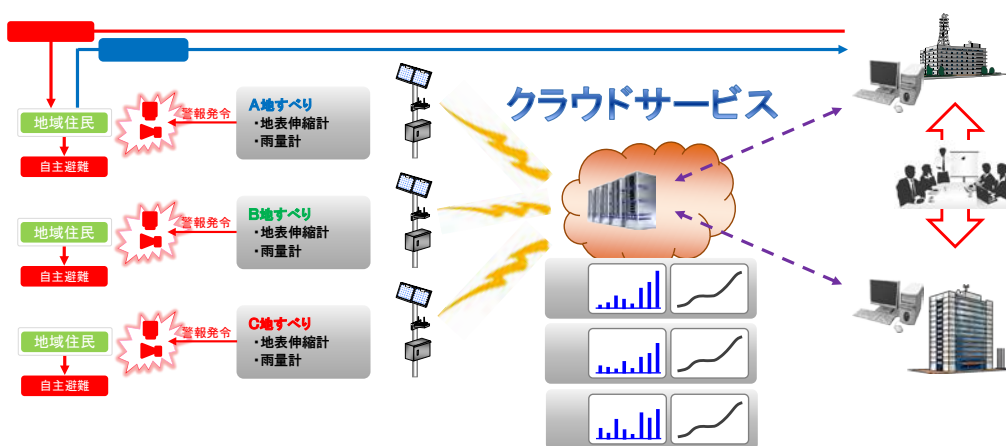 クラウドサービス
地域住民
自主避難
警報発令
A地すべり
・地表伸縮計
・雨量計
地域住民
自主避難
警報発令
B地すべり
・地表伸縮計
・雨量計
地域住民
自主避難
警報発令
C地すべり
・地表伸縮計
・雨量計